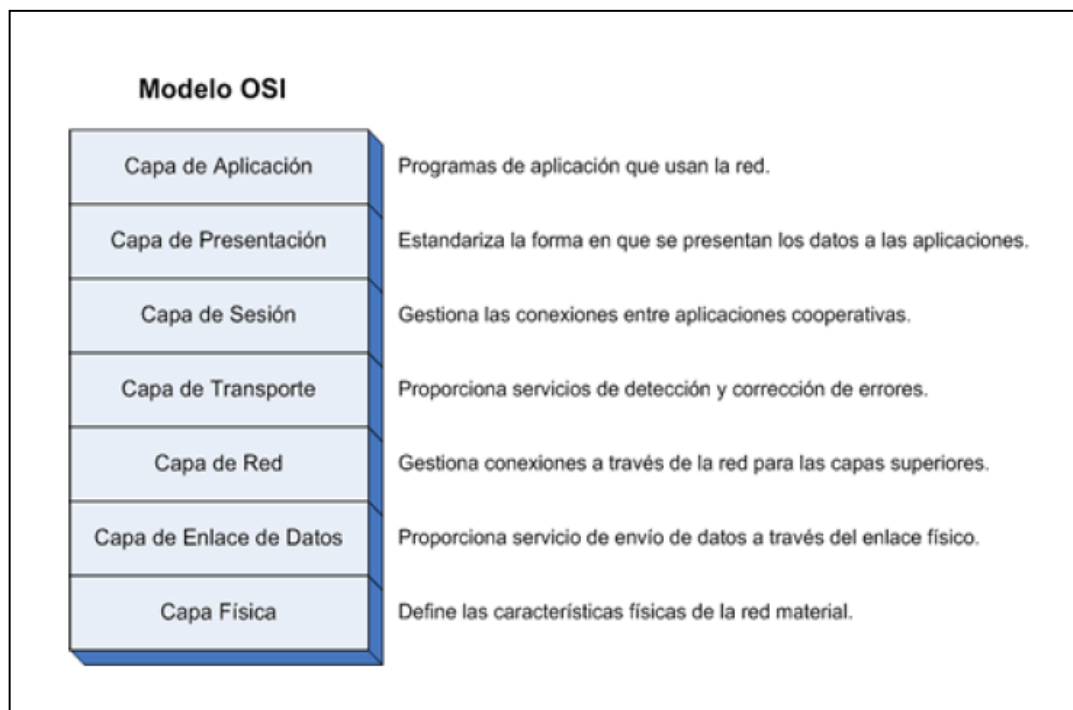 Modelo OSI
Capa de Aplicación
Programas de aplicación que usan la red.
Capa de Presentación
Estandariza la forma en que se presentan los datos a las aplicaciones.
Capa de Sesión
Gestiona las conexiones entre aplicaciones cooperativas.
Capa de Transporte
Proporciona servicios de detección y corrección de errores.
Capa de Red
Gestiona conexiones a través de la red para las capas superiores.
Capa de Enlace de Datos
Proporciona servicio de envío de datos a través del enlace físico.
Capa Física
Define las características físicas de la red material.